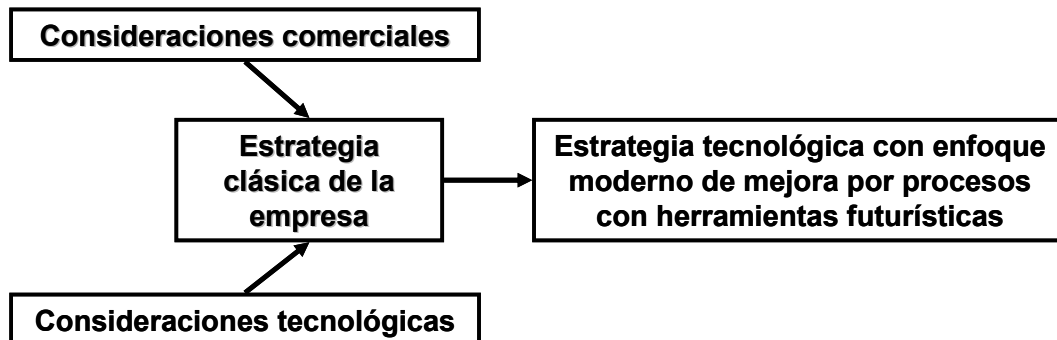 Consideraciones comerciales
Estrategia
clásica de la
empresa
Estrategia tecnológica con enfoque
moderno de mejora por procesos
con herramientas futurísticas
Consideraciones tecnológicas